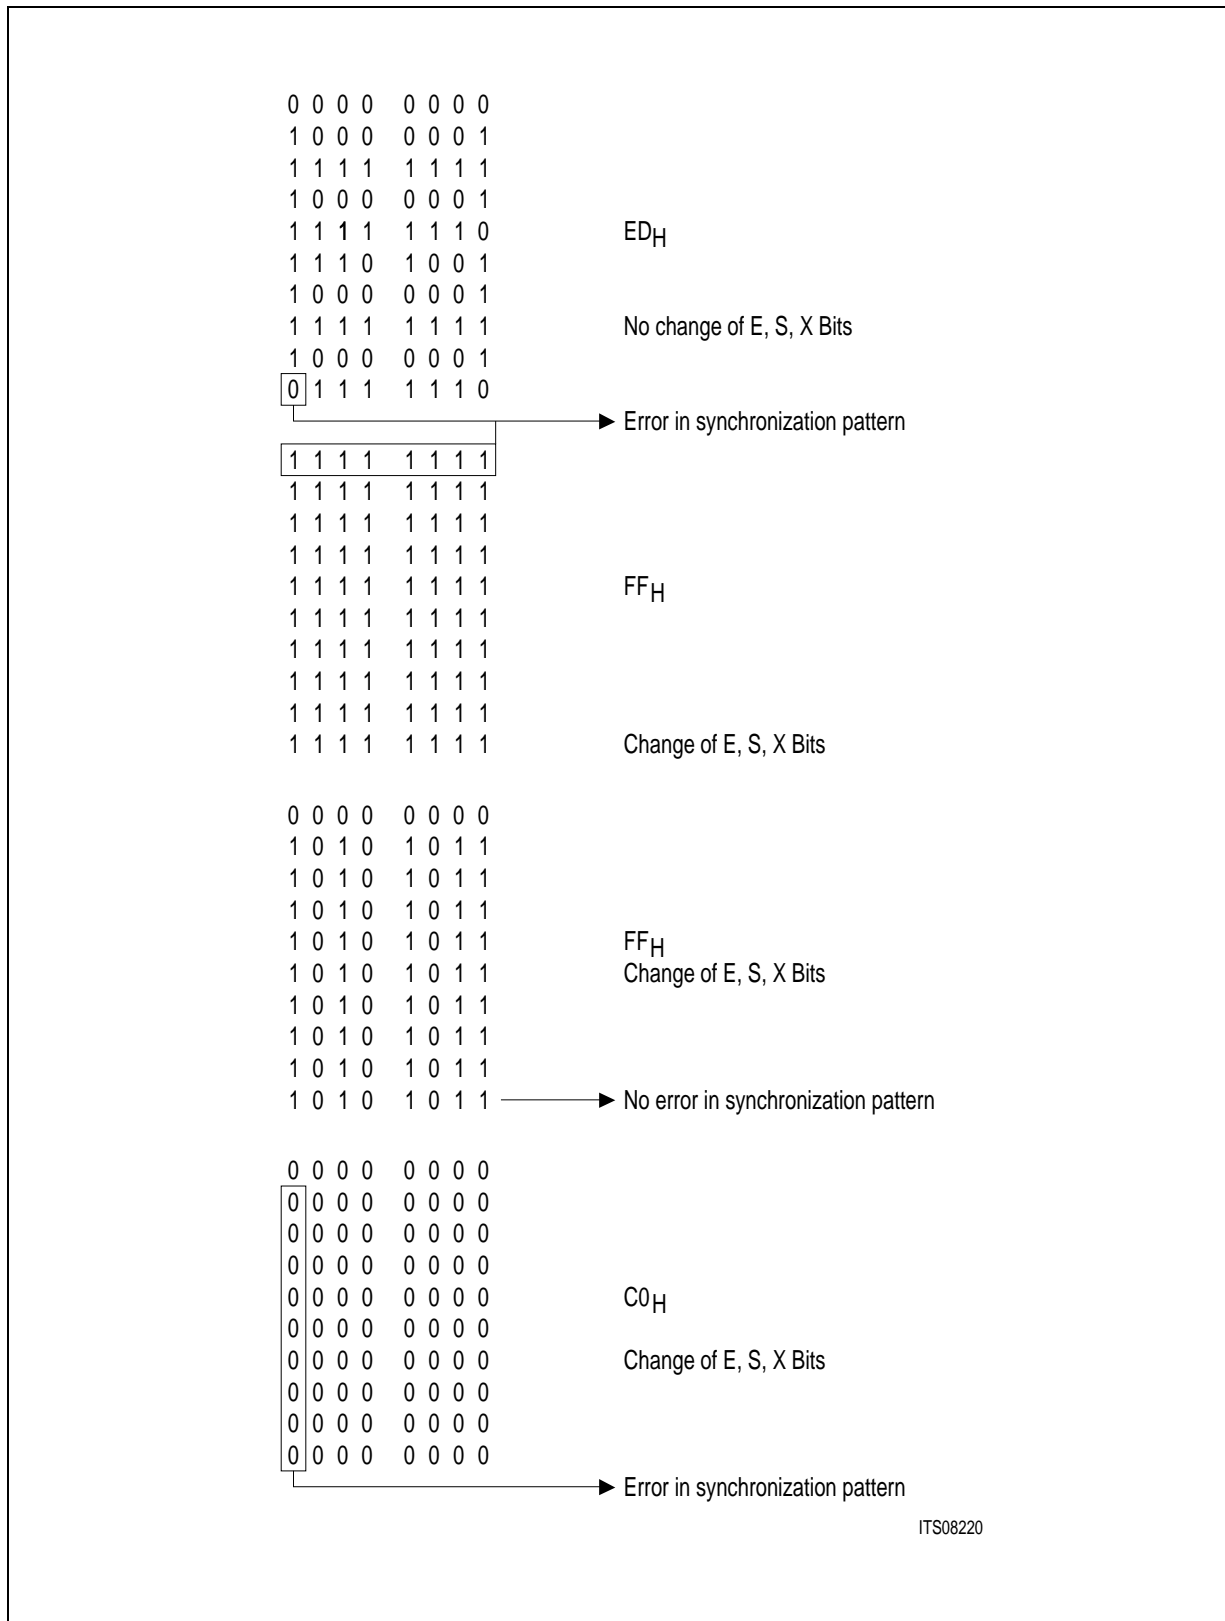 0 0 0 0 0 0 0 0
1 0 0 0 0 0 0 1
1 1 1 1 1 1 1 1
1 0 0 0 0 0 0 1
1 1 1 1 1 1 1 0 EDH
1 1 1 0 1 0 0 1
1 0 0 0 0 0 0 1
1 1 1 1 1 1 1 1 No change of E, S, X Bits
1 0 0 0 0 0 0 1
0 1 1 1 1 1 1 0
Error in synchronization pattern
1 1 1 1 1 1 1 1
1 1 1 1 1 1 1 1
1 1 1 1 1 1 1 1
1 1 1 1 1 1 1 1
1 1 1 1 1 1 1 1 FFH
1 1 1 1 1 1 1 1
1 1 1 1 1 1 1 1
1 1 1 1 1 1 1 1
1 1 1 1 1 1 1 1
1 1 1 1 1 1 1 1 Change of E, S, X Bits
0 0 0 0 0 0 0 0
1 0 1 0 1 0 1 1
1 0 1 0 1 0 1 1
1 0 1 0 1 0 1 1
1 0 1 0 1 0 1 1 FFH
1 0 1 0 1 0 1 1 Change of E, S, X Bits
1 0 1 0 1 0 1 1
1 0 1 0 1 0 1 1
1 0 1 0 1 0 1 1
1 0 1 0 1 0 1 1 No error in synchronization pattern
0 0 0 0 0 0 0 0
0 0 0 0 0 0 0 0
0 0 0 0 0 0 0 0
0 0 0 0 0 0 0 0
0 0 0 0 0 0 0 0 C0H
0 0 0 0 0 0 0 0
0 0 0 0 0 0 0 0 Change of E, S, X Bits
0 0 0 0 0 0 0 0
0 0 0 0 0 0 0 0
0 0 0 0 0 0 0 0
Error in synchronization pattern
ITS08220